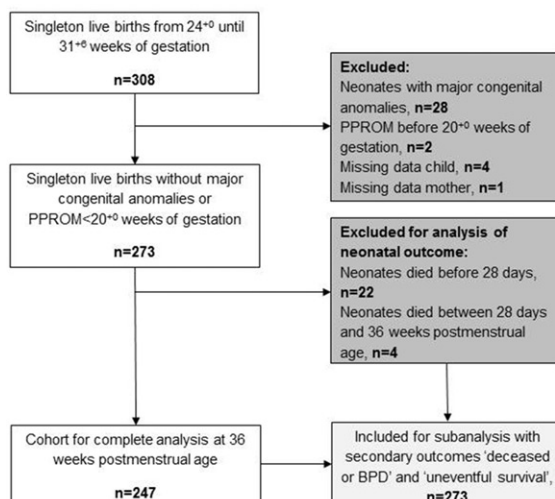 Singleton live births from 24⁺⁰ until
31⁺⁶ weeks of gestation
n=308
Excluded:
Neonates with major congenital
anomalies, n=28
PPROM before 20⁺⁰ weeks of
gestation, n=2
Missing data child, n=4
Missing data mother, n=1
Singleton live births without major
congenital anomalies or
PPROM<20⁺⁰ weeks of gestation
n=273
Excluded for analysis of
neonatal outcome:
Neonates died before 28 days,
n=22
Neonates died between 28 days
and 36 weeks postmenstrual
age, n=4
Cohort for complete analysis at 36
weeks postmenstrual age
n=247
Included for subanalysis with
secondary outcomes 'deceased
or BPD' and 'uneventful survival',
n=273